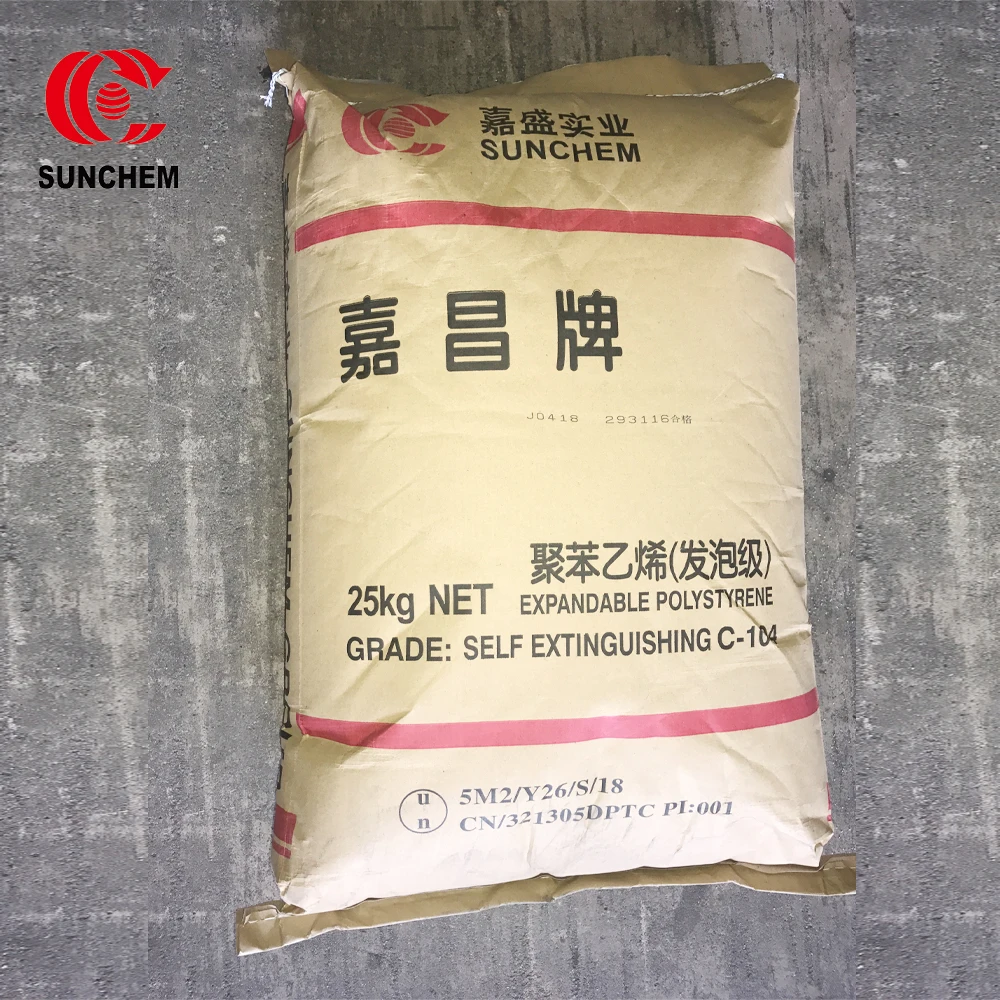 SUNCHEM
嘉盛实业
SUNCHEM
嘉昌牌
J0418 293116合格
聚苯乙烯(发泡级)
25kg NET EXPANDABLE POLYSTYRENE
GRADE: SELF EXTINGUISHING C-104
un
5M2/Y26/S/18
CN/321305DPTC PI:001